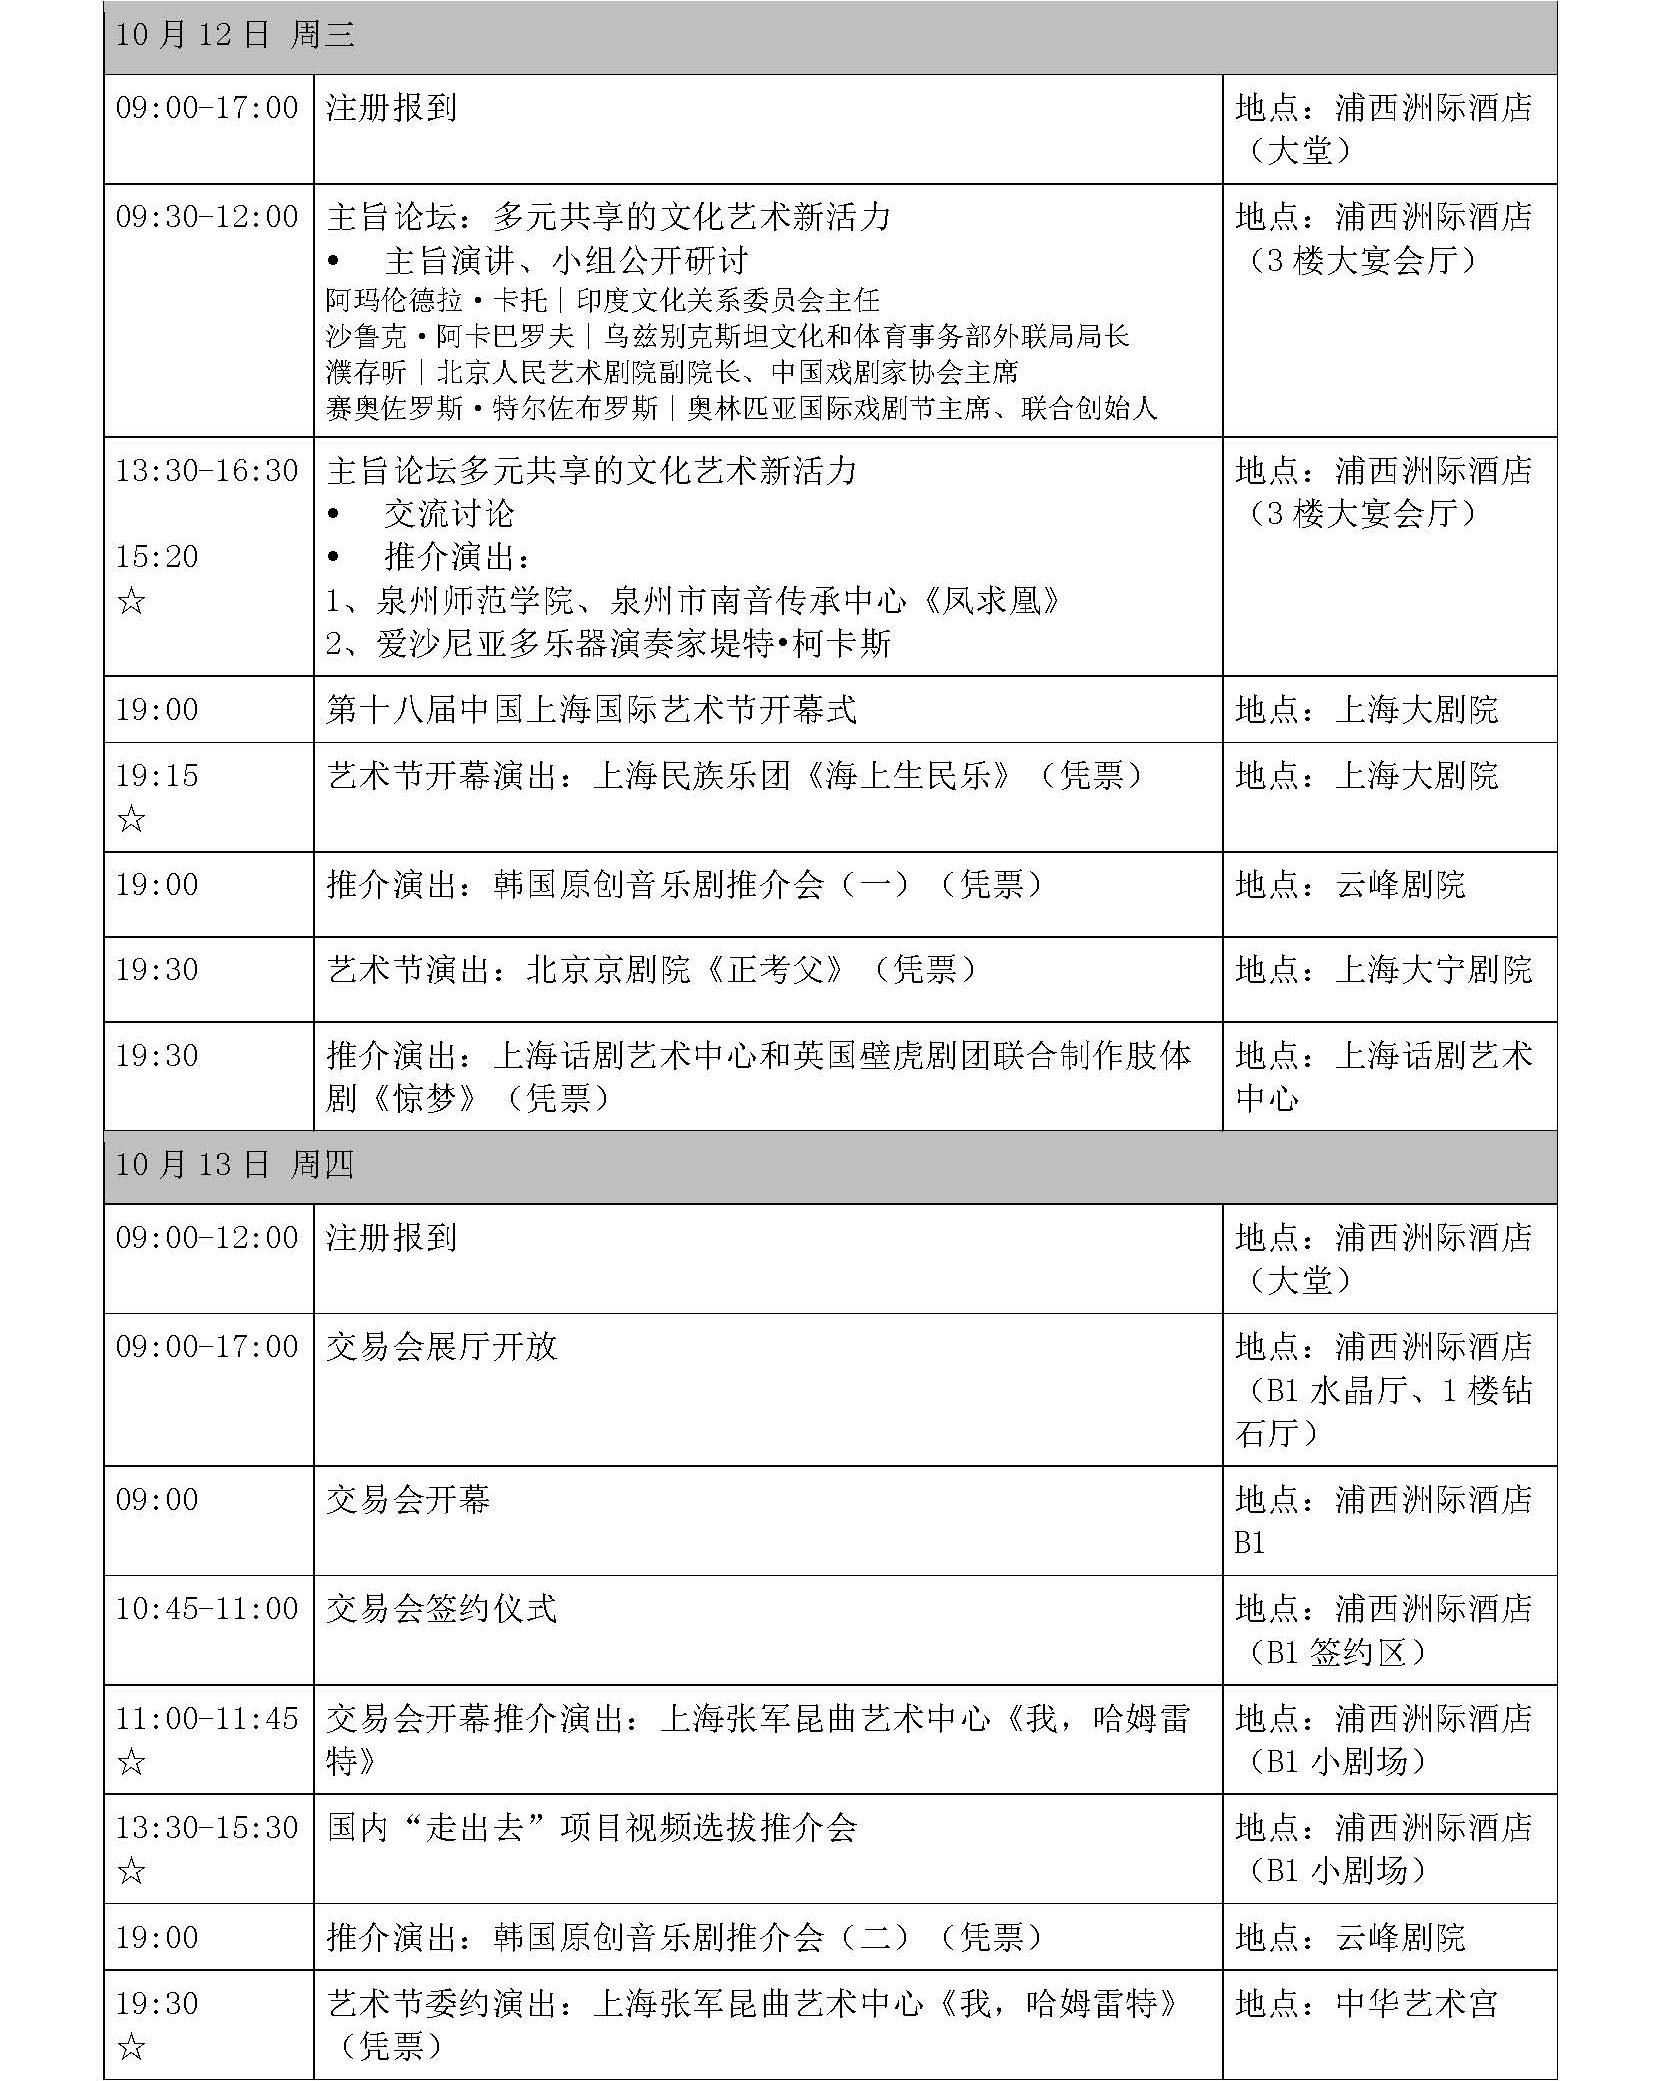 10月12日 周三
09:00-17:00 注册报到 地点：浦西洲际酒店
（大堂）
09:30-12:00 主旨论坛：多元共享的文化艺术新活力 地点：浦西洲际酒店
• 主旨演讲、小组公开研讨 （3楼大宴会厅）
阿玛伦德拉·卡托｜印度文化关系委员会主任
沙鲁克·阿卡巴罗夫｜乌兹别克斯坦文化和体育事务部外联局局长
濮存昕｜北京人民艺术剧院副院长、中国戏剧家协会主席
赛奥佐罗斯·特尔佐布罗斯｜奥林匹亚国际戏剧节主席、联合创始人
13:30-16:30 主旨论坛多元共享的文化艺术新活力 地点：浦西洲际酒店
• 交流讨论 （3楼大宴会厅）
15:20 • 推介演出：
☆ 1、泉州师范学院、泉州市南音传承中心《凤求凰》
2、爱沙尼亚多乐器演奏家堤特•柯卡斯
19:00 第十八届中国上海国际艺术节开幕式 地点：上海大剧院
19:15 艺术节开幕演出：上海民族乐团《海上生民乐》（凭票） 地点：上海大剧院
☆
19:00 推介演出：韩国原创音乐剧推介会（一）（凭票） 地点：云峰剧院
19:30 艺术节演出：北京京剧院《正考父》（凭票） 地点：上海大宁剧院
19:30 推介演出：上海话剧艺术中心和英国壁虎剧团联合制作肢体 地点：上海话剧艺术
剧《惊梦》（凭票） 中心
10月13日 周四
09:00-12:00 注册报到 地点：浦西洲际酒店
（大堂）
09:00-17:00 交易会展厅开放 地点：浦西洲际酒店
（B1水晶厅、1楼钻
石厅）
09:00 交易会开幕 地点：浦西洲际酒店
B1
10:45-11:00 交易会签约仪式 地点：浦西洲际酒店
（B1签约区）
11:00-11:45 交易会开幕推介演出：上海张军昆曲艺术中心《我，哈姆雷 地点：浦西洲际酒店
☆ 特》 （B1小剧场）
13:30-15:30 国内“走出去”项目视频选拔推介会 地点：浦西洲际酒店
☆ （B1小剧场）
19:00 推介演出：韩国原创音乐剧推介会（二）（凭票） 地点：云峰剧院
19:30 艺术节委约演出：上海张军昆曲艺术中心《我，哈姆雷特》 地点：中华艺术宫
☆ （凭票）